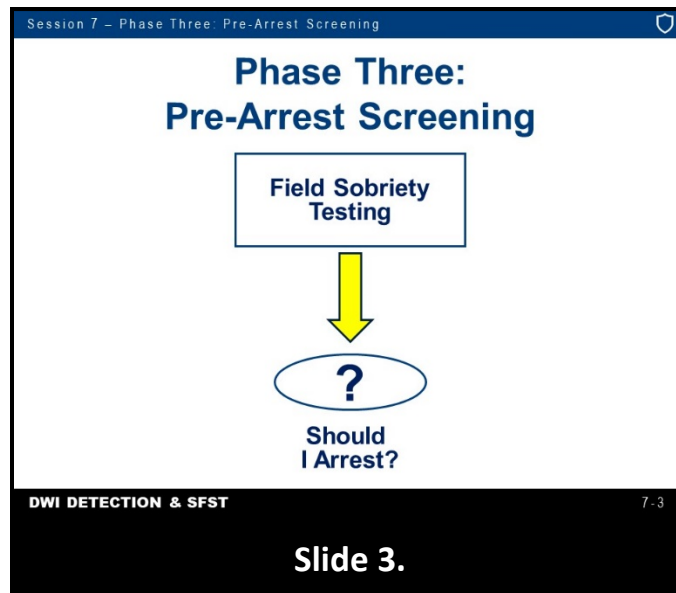 Session 7 – Phase Three: Pre-Arrest Screening
Phase Three:
Pre-Arrest Screening
Field Sobriety
Testing
?
Should
I Arrest?
DWI DETECTION & SFST
7-3
Slide 3.